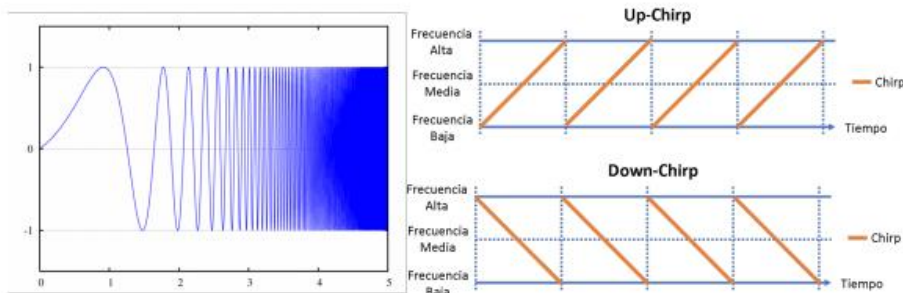 1
0
-1
0
1
2
3
4
5
Up-Chirp
Frecuencia
Alta
Frecuencia
Media
Frecuencia
Baja
Chirp
Tiempo
Down-Chirp
Frecuencia
Alta
Frecuencia
Media
Frecuencia
Baja
Chirp
Tiempo